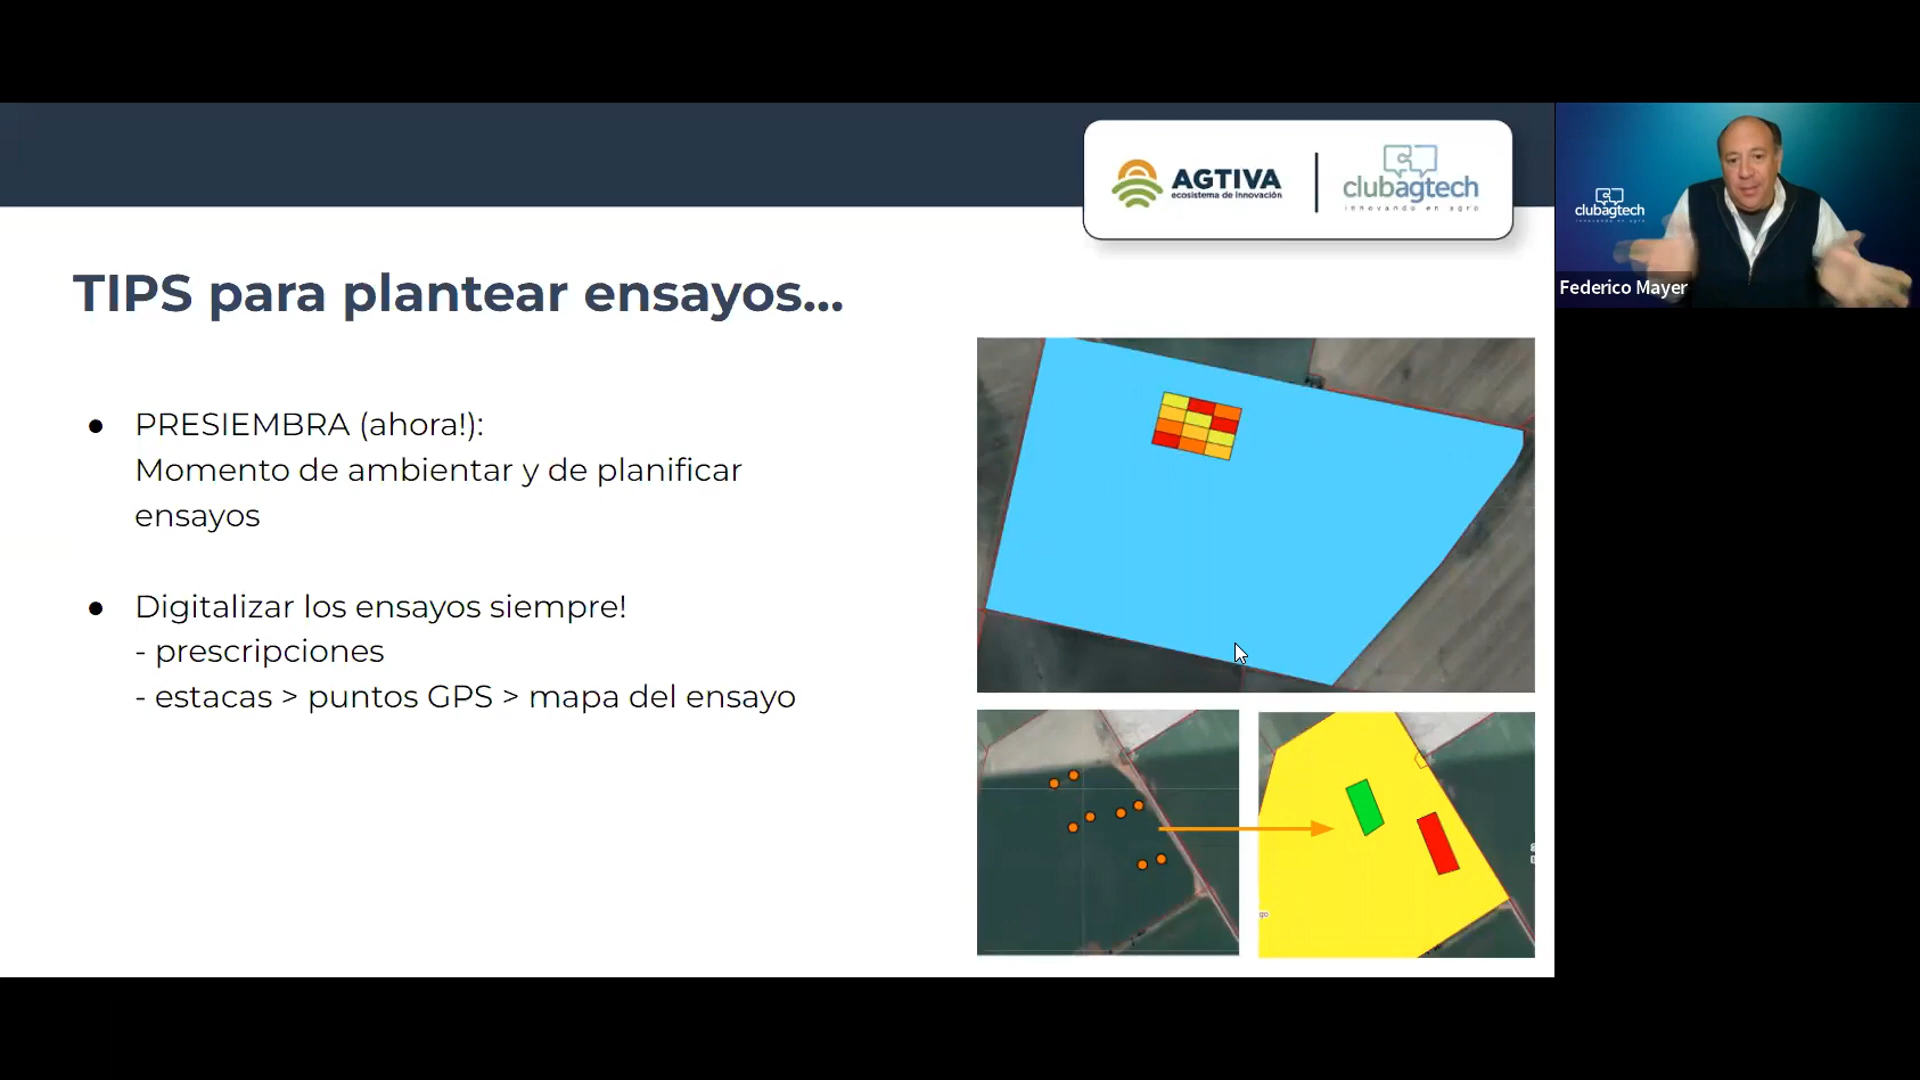 AGTIVA
ecosistema de innovación
clubagtech
innovando en agro
clubagtech
Federico Mayer
TIPS para plantear ensayos...
● PRESIEMBRA (ahora!):
Momento de ambientar y de planificar
ensayos
● Digitalizar los ensayos siempre!
- prescripciones
- estacas > puntos GPS > mapa del ensayo